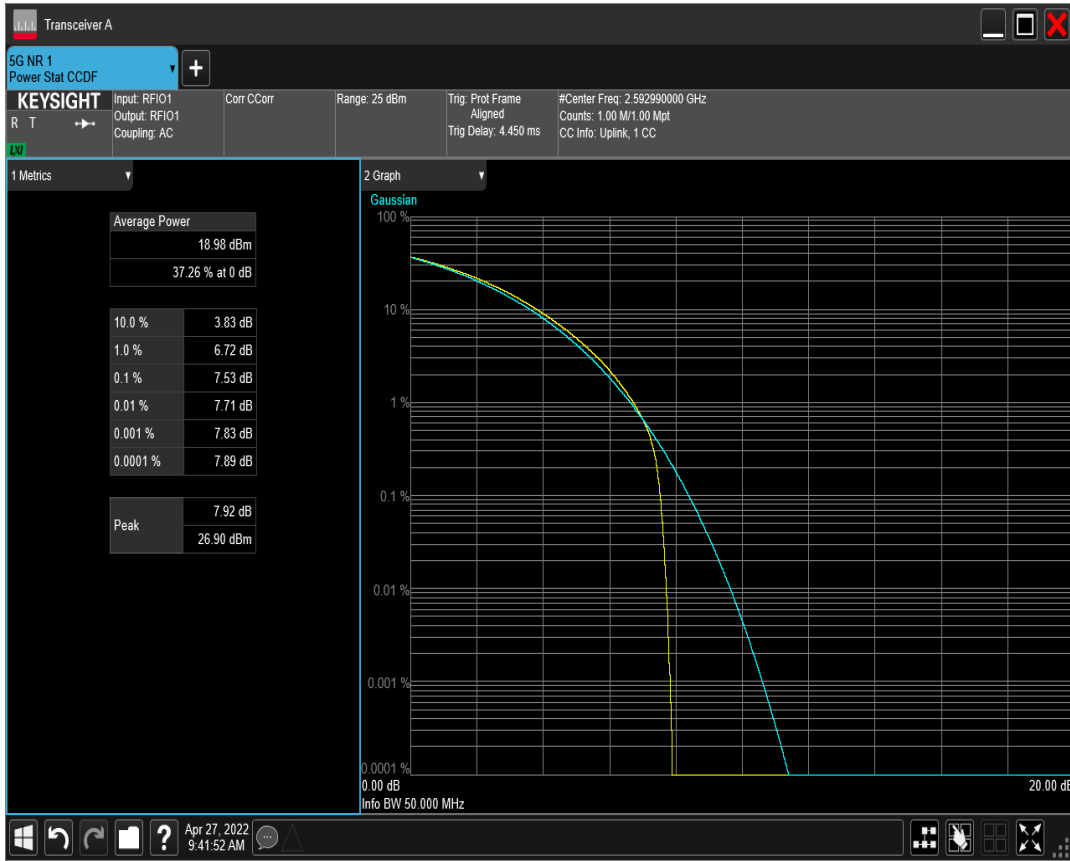 Transceiver A
5G NR 1
Power Stat CCDF
+
KEYSIGHT
R T
LXI
Input: RFIO1
Output: RFIO1
Coupling: AC
Corr CCorr
Range: 25 dBm
Trig: Prot Frame
Aligned
Trig Delay: 4.450 ms
#Center Freq: 2.592990000 GHz
Counts: 1.00 M/1.00 Mpt
CC Info: Uplink, 1 CC
1 Metrics
Average Power
18.98 dBm
37.26 % at 0 dB
10.0 % 3.83 dB
1.0 % 6.72 dB
0.1 % 7.53 dB
0.01 % 7.71 dB
0.001 % 7.83 dB
0.0001 % 7.89 dB
Peak 7.92 dB
26.90 dBm
2 Graph
Gaussian
100 %
10 %
1 %
0.1 %
0.01 %
0.001 %
0.0001 %
0.00 dB 20.00 dB
Info BW 50.000 MHz
?
Apr 27, 2022
9:41:52 AM